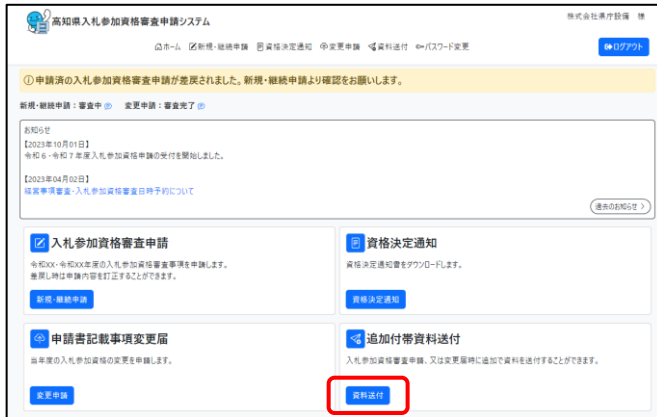 高知県入札参加資格審査申請システム
株式会社県庁設備 様
ホーム 新規・継続申請 資格決定通知 変更申請 資料送付 パスワード変更
ログアウト
申請済の入札参加資格審査申請が差戻されました。新規・継続申請より確認をお願いします。
新規・継続申請：審査中 変更申請：審査完了
お知らせ
【2023年10月01日】
令和６・令和７年度入札参加資格申請の受付を開始しました。
【2023年04月02日】
経営事項審査・入札参加資格審査日時予約について
過去のお知らせ >
入札参加資格審査申請
令和XX・令和XX年度の入札参加資格審査事項を申請します。
差戻し時は申請内容を訂正することができます。
新規・継続申請
資格決定通知
資格決定通知書をダウンロードします。
資格決定通知
申請書記載事項変更届
当年度の入札参加資格の変更を申請します。
変更申請
追加付帯資料送付
入札参加資格審査申請、又は変更届時に追加で資料を送付することができます。
資料送付